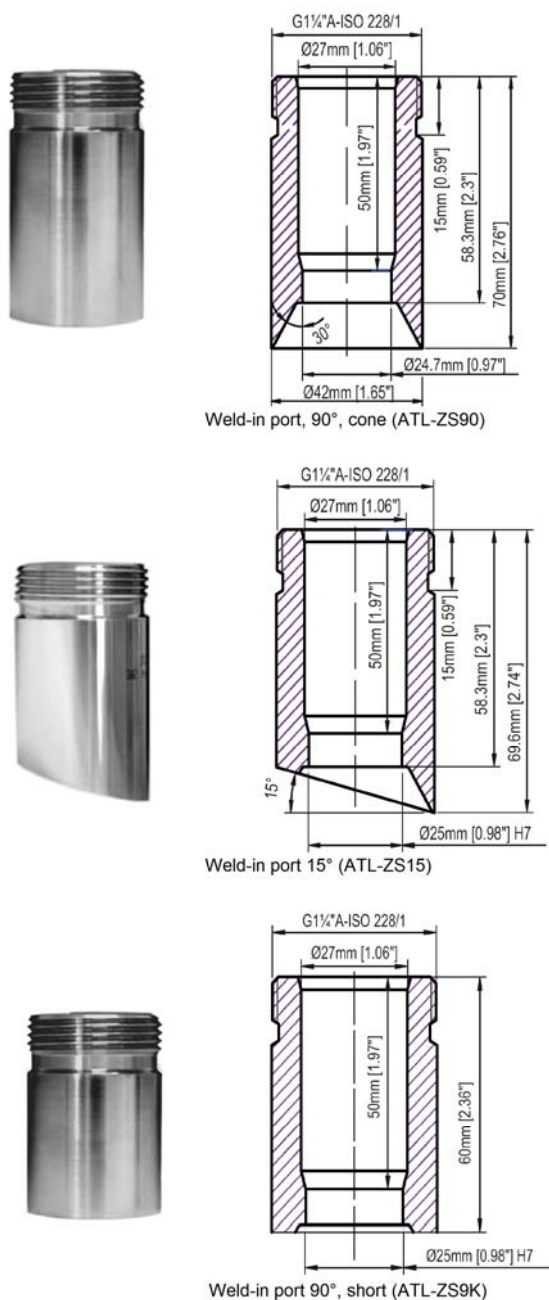 G1¼"A-ISO 228/1
Ø27mm [1.06"]
50mm [1.97"]
15mm [0.59"]
58.3mm [2.3"]
70mm [2.76"]
30°
Ø24.7mm [0.97"]
Ø42mm [1.65"]
Weld-in port, 90°, cone (ATL-ZS90)
G1¼"A-ISO 228/1
Ø27mm [1.06"]
50mm [1.97"]
15mm [0.59"]
58.3mm [2.3"]
69.6mm [2.74"]
15°
Ø25mm [0.98"] H7
Weld-in port 15° (ATL-ZS15)
G1¼"A-ISO 228/1
Ø27mm [1.06"]
50mm [1.97"]
60mm [2.36"]
Ø25mm [0.98"] H7
Weld-in port 90°, short (ATL-ZS9K)